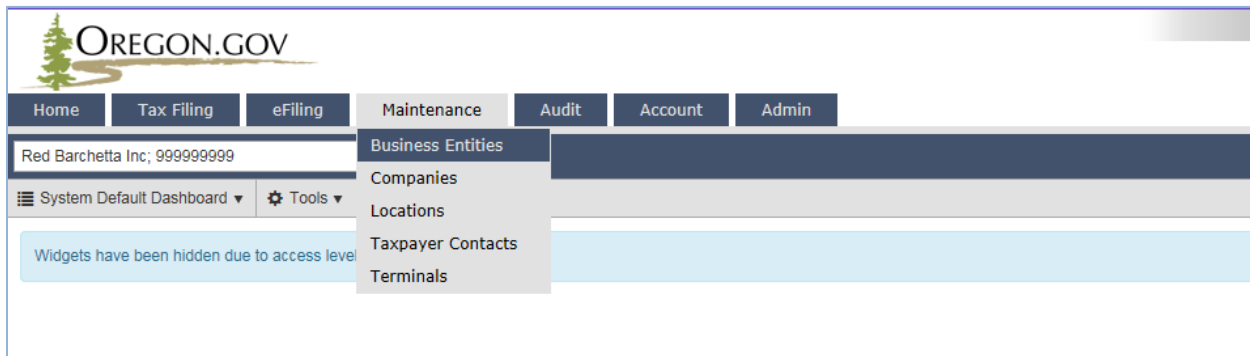 OREGON.GOV
Home Tax Filing eFiling Maintenance Audit Account Admin
Red Barchetta Inc; 999999999
Business Entities
Companies
Locations
Taxpayer Contacts
Terminals
System Default Dashboard ▾ Tools ▾
Widgets have been hidden due to access leve